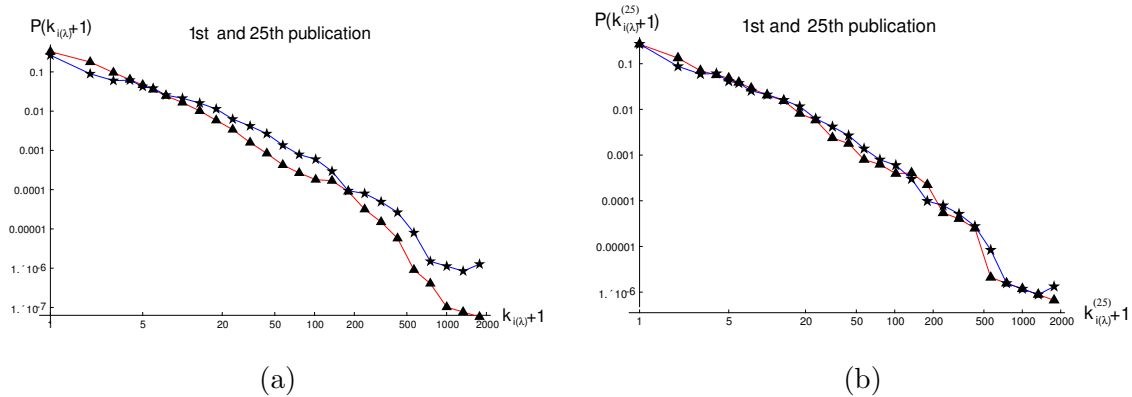 P(k_{i(λ)}+1)
1st and 25th publication
0.1
0.01
0.001
0.0001
0.00001
1.´10^{-6}
1.´10^{-7}
1 5 20 50 100 200 500 1000 2000
k_{i(λ)}+1
(a)
P(k_{i(λ)}^{(25)}+1)
1st and 25th publication
0.1
0.01
0.001
0.0001
0.00001
1.´10^{-6}
1 5 20 50 100 200 500 1000 2000
k_{i(λ)}^{(25)}+1
(b)